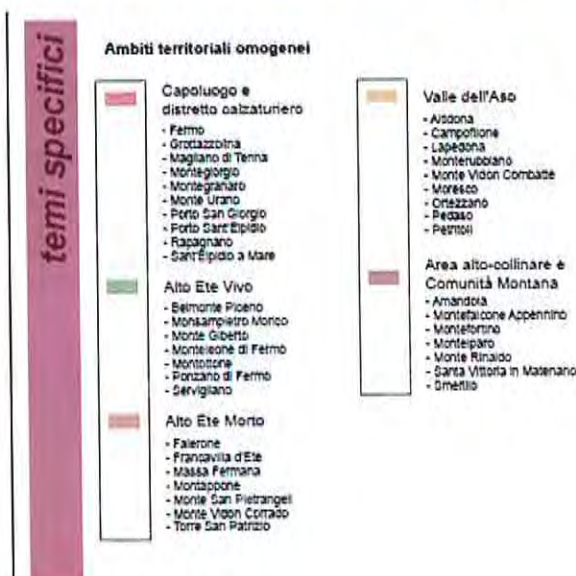 temi specifici
Ambiti territoriali omogenei
Capoluogo e
distretto calzaturiero
- Fermo
- Grottazzolina
- Magliano di Tenna
- Montegiorgio
- Montegranaro
- Monte Urano
- Porto San Giorgio
- Porto Sant'Elpidio
- Rapagnano
- Sant'Elpidio a Mare
Alto Ete Vivo
- Belmonte Piceno
- Monsampietro Morico
- Monte Giberto
- Monteleone di Fermo
- Montottone
- Ponzano di Fermo
- Servigliano
Alto Ete Morto
- Falerone
- Francavilla d'Ete
- Massa Fermana
- Montappone
- Monte San Pietrangeli
- Monte Vidon Corrado
- Torre San Patrizio
Valle dell'Aso
- Altidona
- Campofilone
- Lapedona
- Monterubbiano
- Monte Vidon Combatte
- Moresco
- Ortezzano
- Pedaso
- Petritoli
Area alto-collinare e
Comunità Montana
- Amandola
- Montefalcone Appennino
- Montefortino
- Montelparo
- Monte Rinaldo
- Santa Vittoria in Matenano
- Smerillo